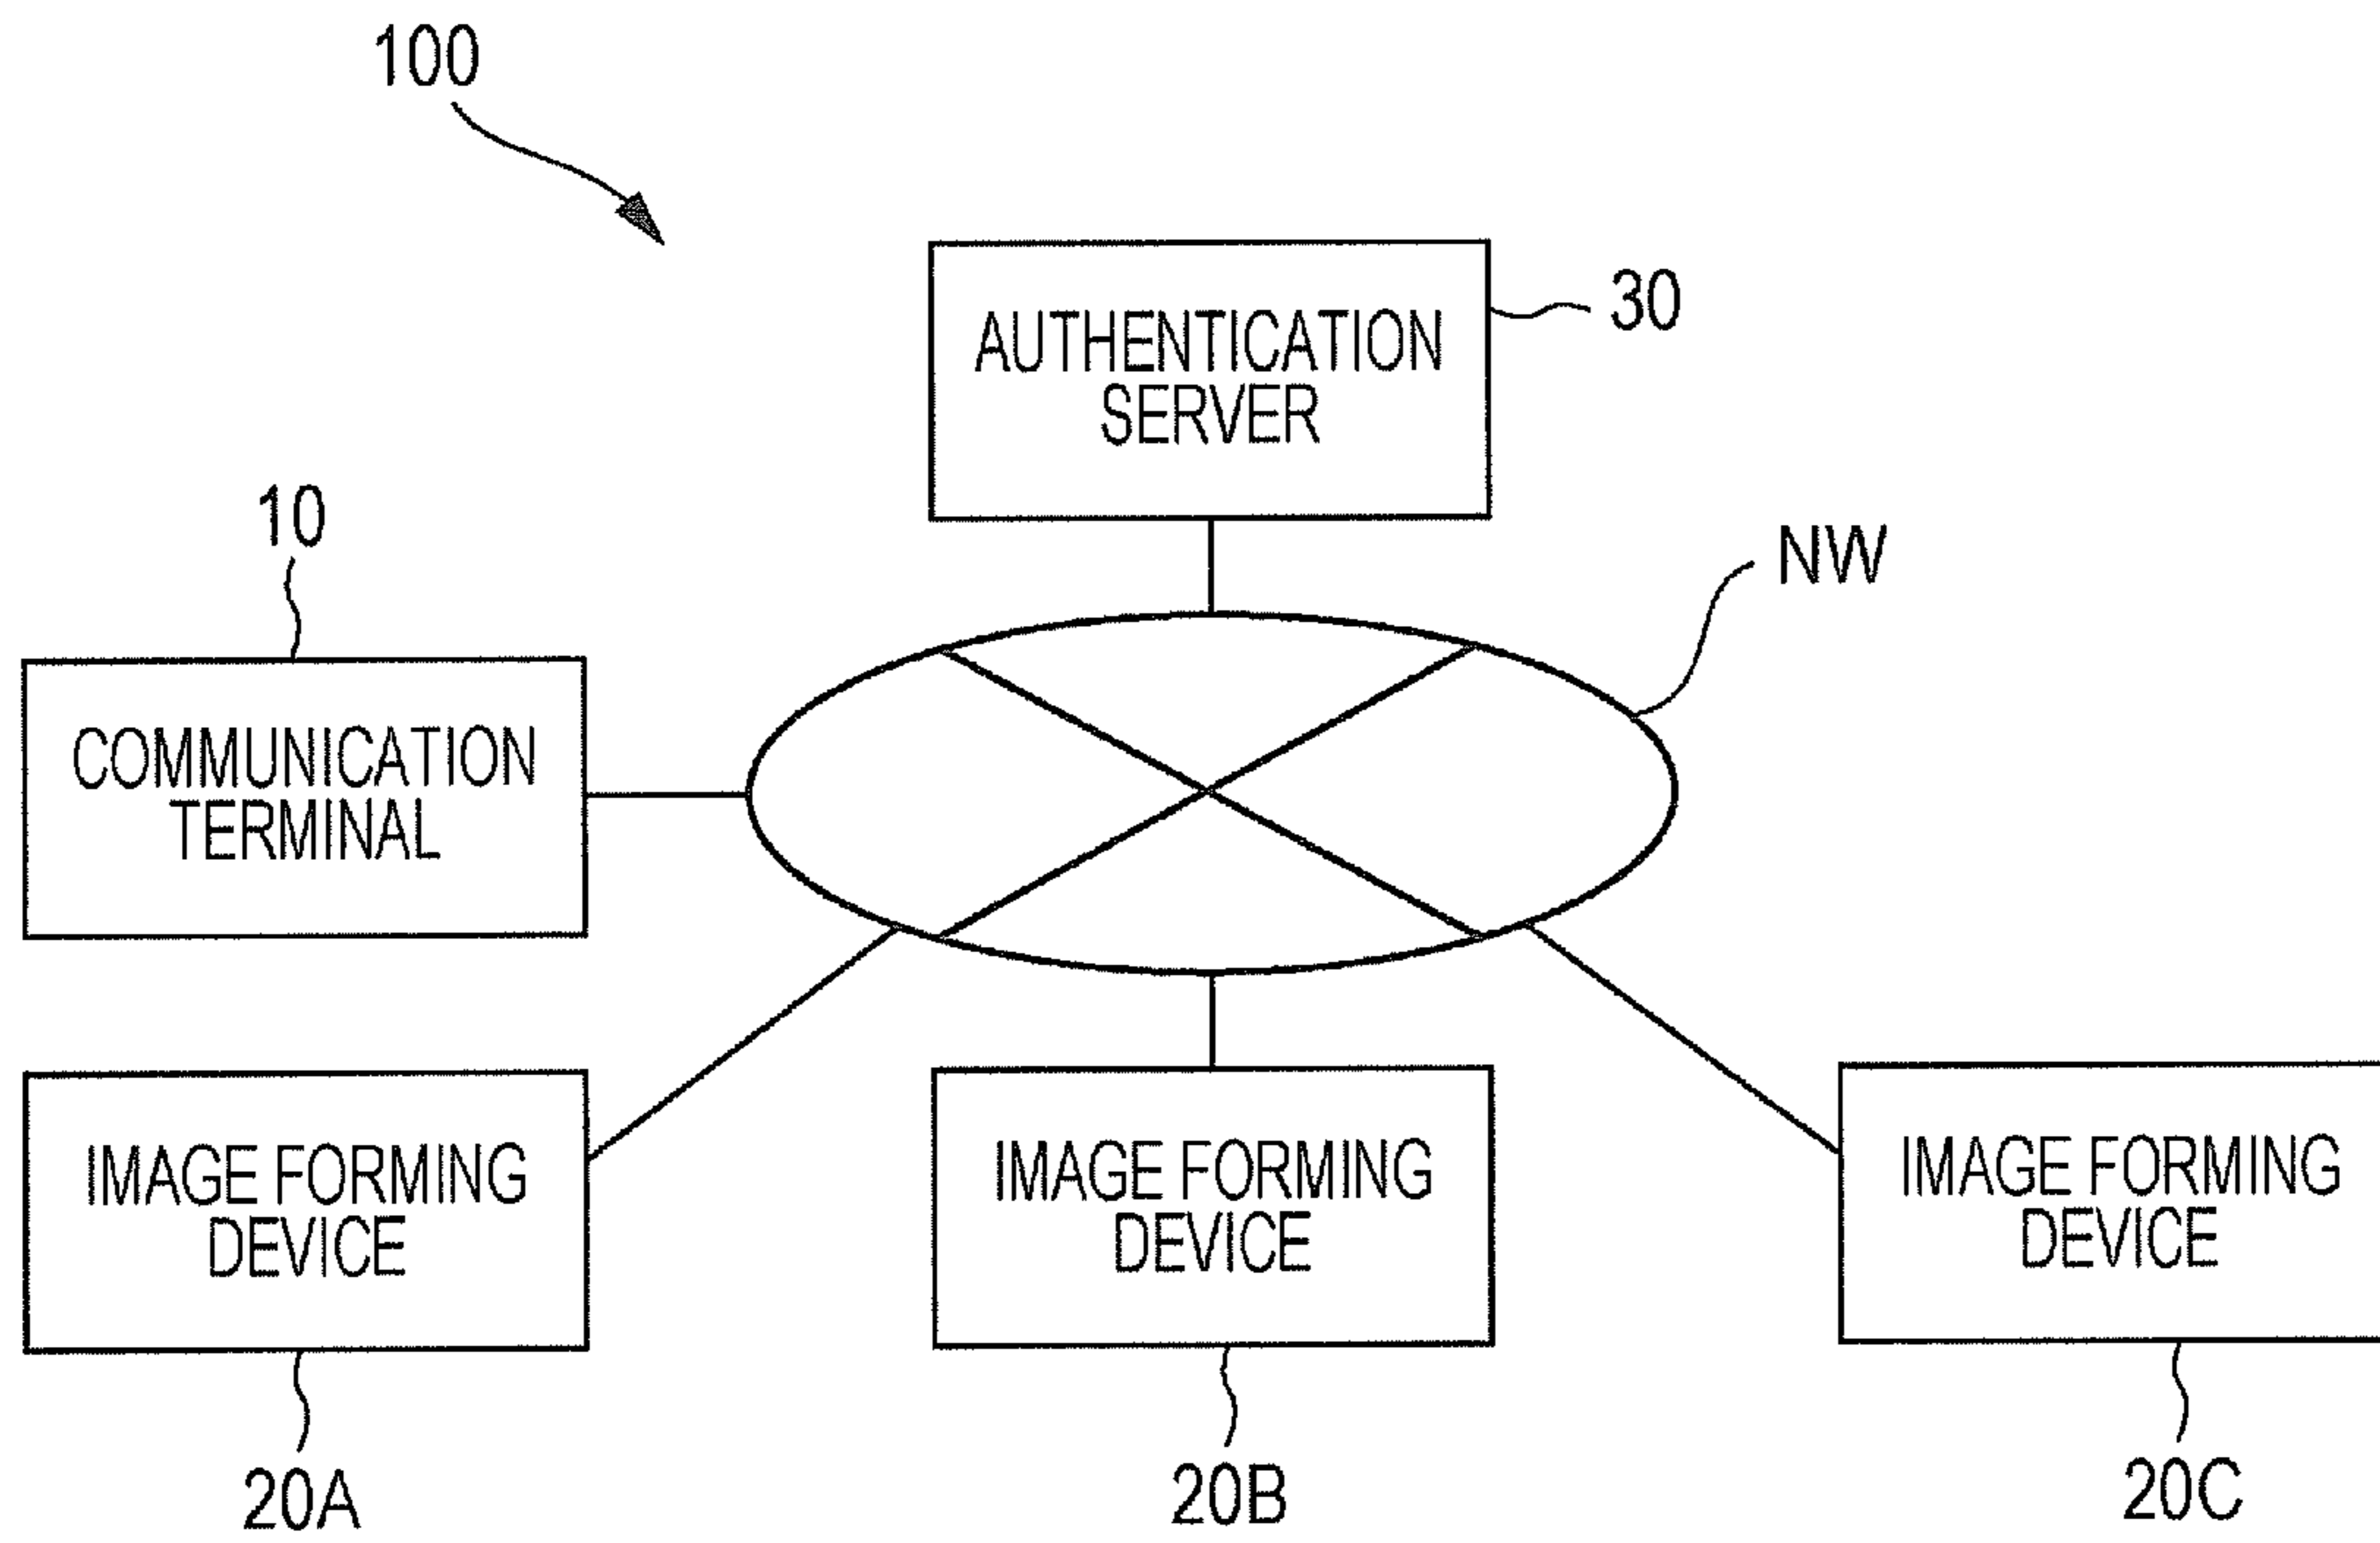 100
AUTHENTICATION
SERVER
30
10
NW
COMMUNICATION
TERMINAL
IMAGE FORMING
DEVICE
IMAGE FORMING
DEVICE
IMAGE FORMING
DEVICE
20A
20B
20C